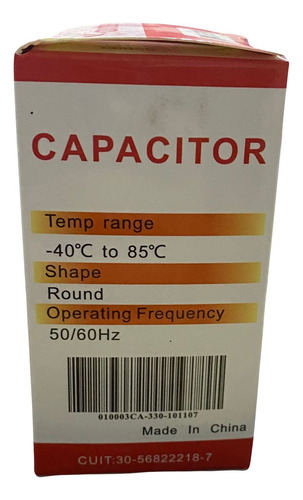 CAPACITOR
Temp range
-40℃ to 85℃
Shape
Round
Operating Frequency
50/60Hz
010003CA-330-101107
Made In China
CUIT:30-56822218-7